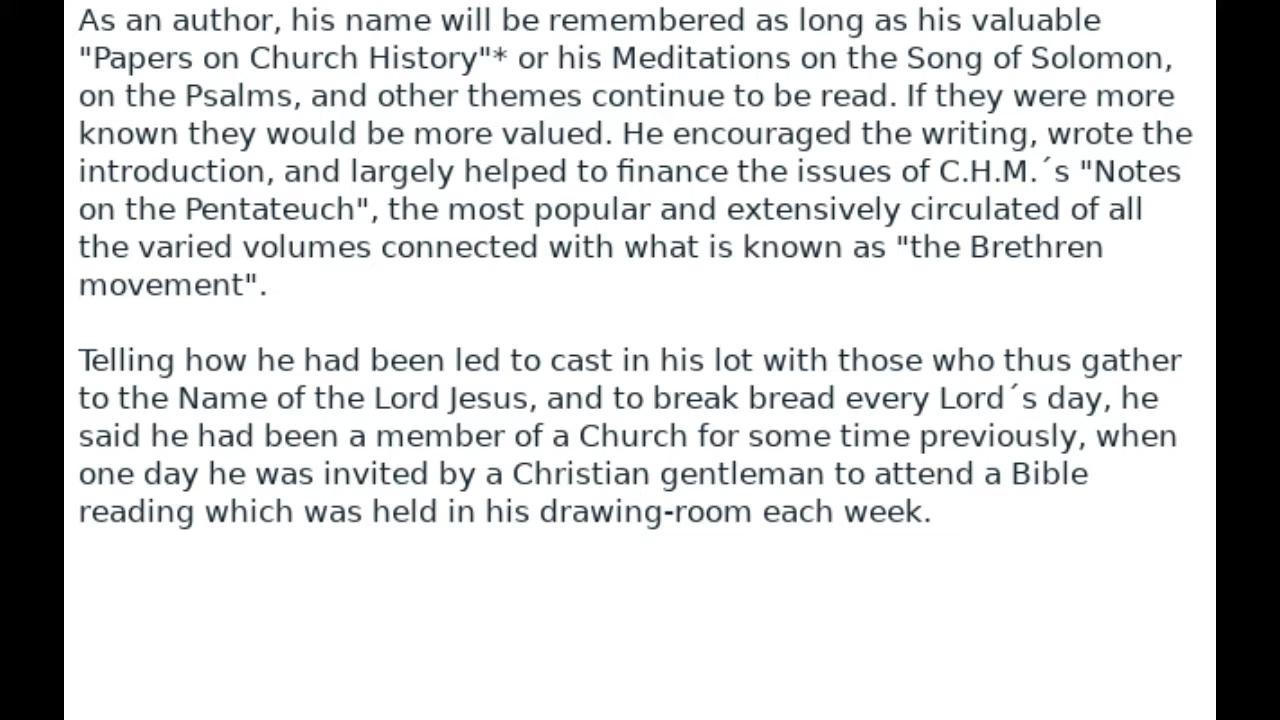 As an author, his name will be remembered as long as his valuable
"Papers on Church History"* or his Meditations on the Song of Solomon,
on the Psalms, and other themes continue to be read. If they were more
known they would be more valued. He encouraged the writing, wrote the
introduction, and largely helped to finance the issues of C.H.M.´s "Notes
on the Pentateuch", the most popular and extensively circulated of all
the varied volumes connected with what is known as "the Brethren
movement".
Telling how he had been led to cast in his lot with those who thus gather
to the Name of the Lord Jesus, and to break bread every Lord´s day, he
said he had been a member of a Church for some time previously, when
one day he was invited by a Christian gentleman to attend a Bible
reading which was held in his drawing-room each week.